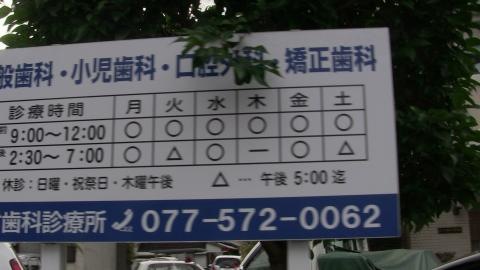 般歯科・小児歯科・口腔外科・矯正歯科
診療時間 月 火 水 木 金 土
前 9:00〜12:00 ○ ○ ○ ○ ○ ○
後 2:30〜7:00 ○ △ ○ — ○ △
休診:日曜・祝祭日・木曜午後 △ … 午後 5:00 迄
歯科診療所 077-572-0062